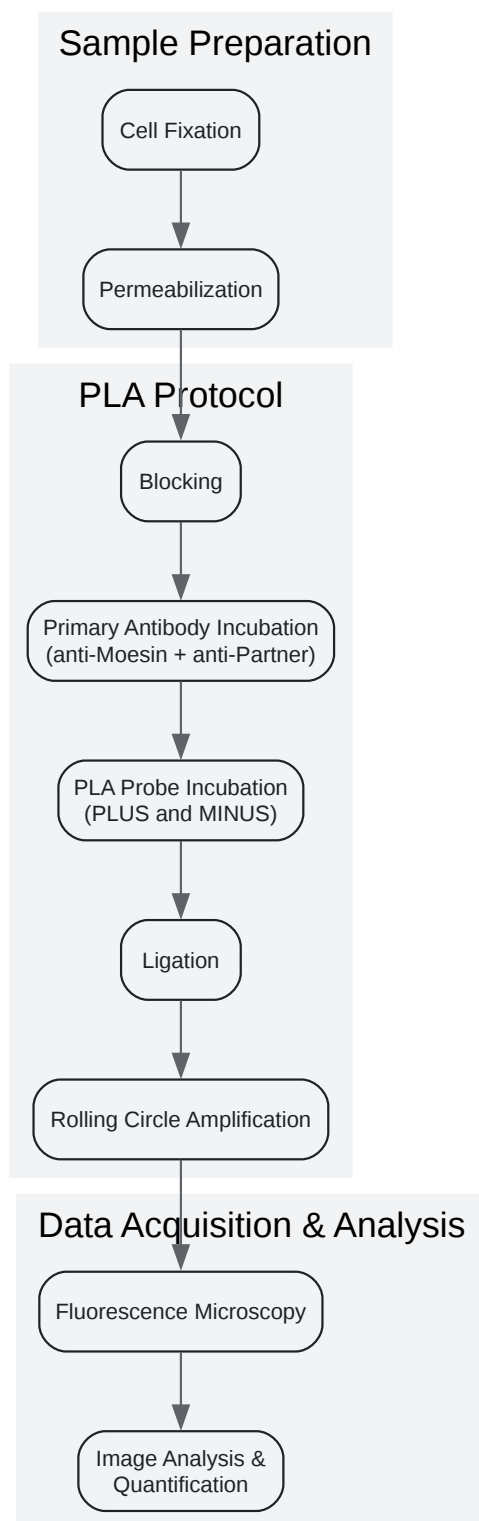 Sample Preparation
Cell Fixation
Permeabilization
PLA Protocol
Blocking
Primary Antibody Incubation
(anti-Moesin + anti-Partner)
PLA Probe Incubation
(PLUS and MINUS)
Ligation
Rolling Circle Amplification
Data Acquisition & Analysis
Fluorescence Microscopy
Image Analysis &
Quantification